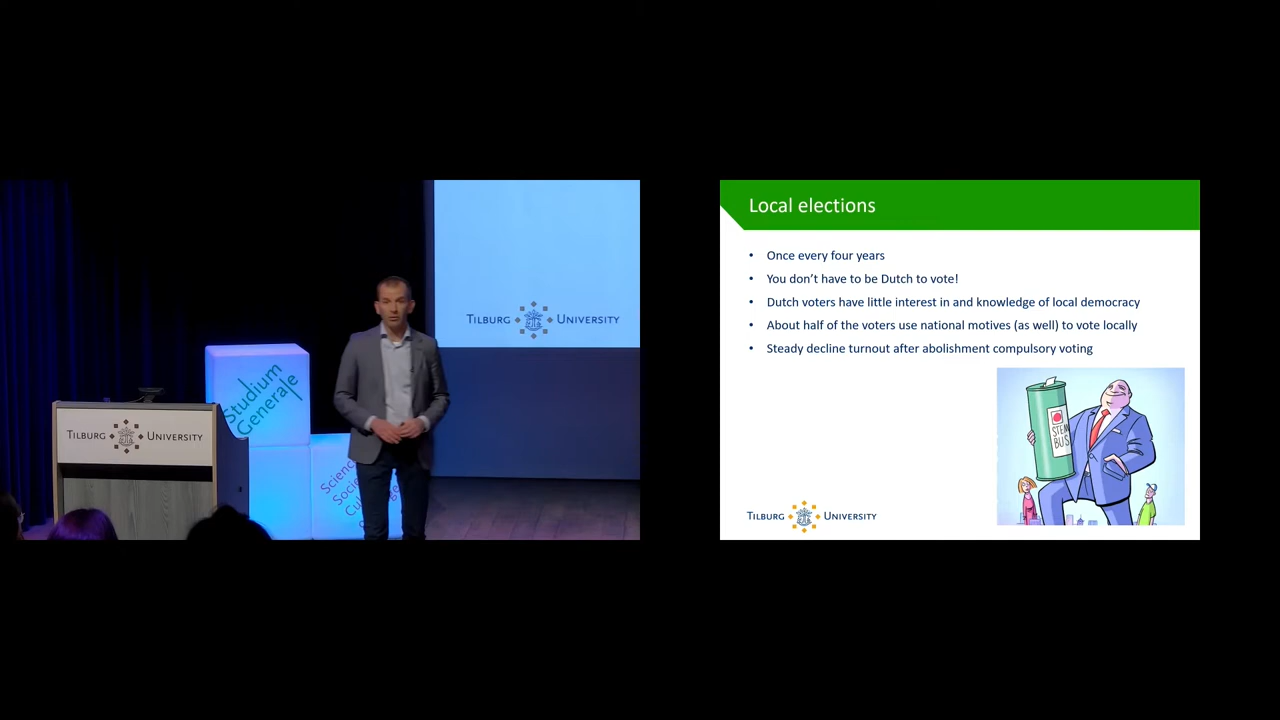 TILBURG UNIVERSITY
Studium
Generale
TILBURG UNIVERSITY
Local elections
• Once every four years
• You don't have to be Dutch to vote!
• Dutch voters have little interest in and knowledge of local democracy
• About half of the voters use national motives (as well) to vote locally
• Steady decline turnout after abolishment compulsory voting
STEM
BUS
TILBURG UNIVERSITY